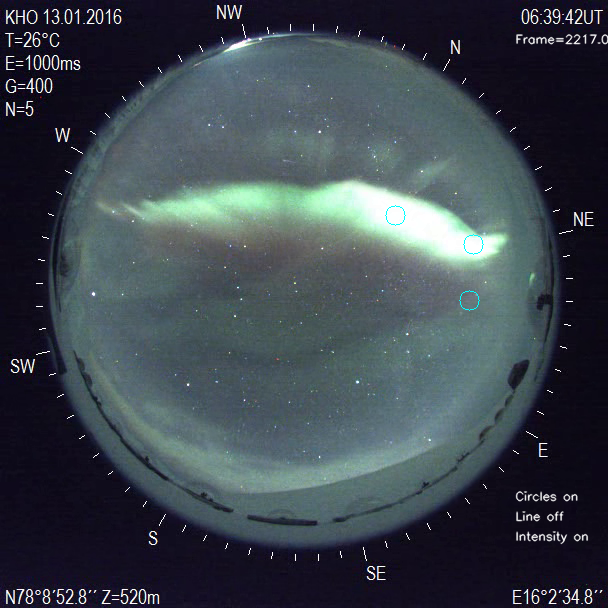 KHO 13.01.2016
T=26°C
E=1000ms
G=400
N=5
NW
06:39:42UT
Frame=2217.0
N
W
NE
SW
E
S
SE
Circles on
Line off
Intensity on
N78°8´52.8´´ Z=520m
E16°2´34.8´´